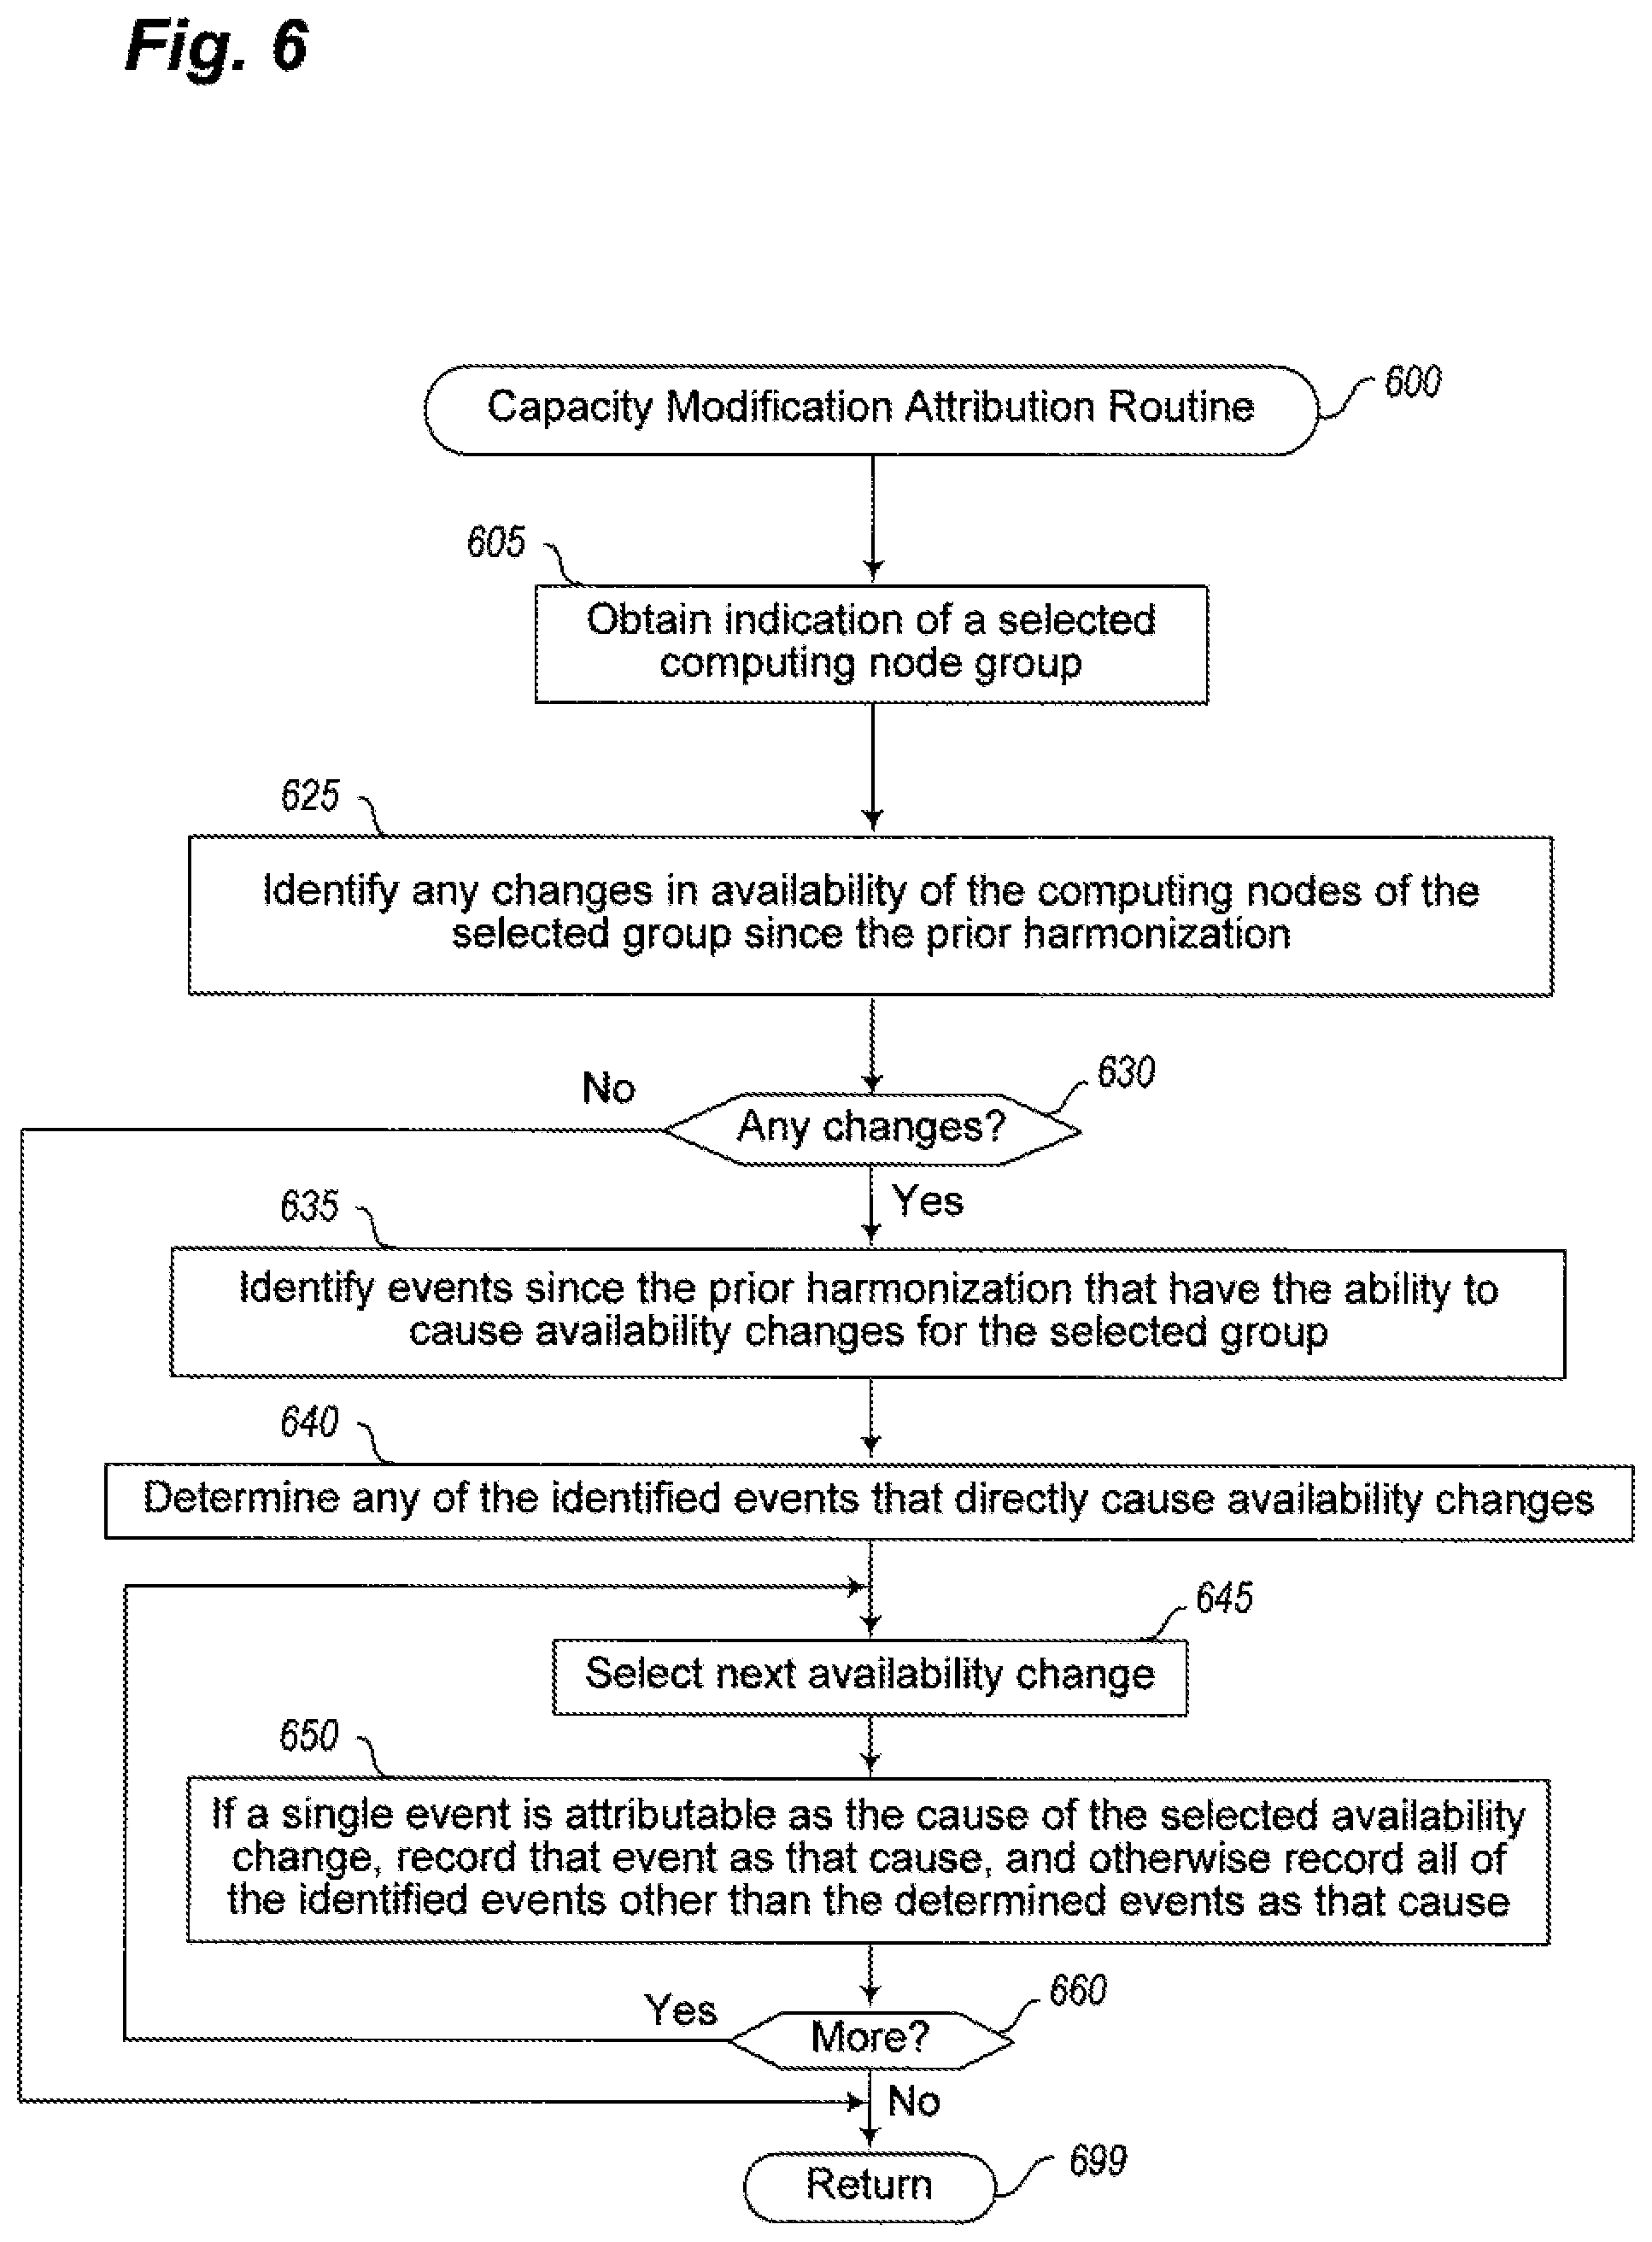 Fig. 6
Capacity Modification Attribution Routine
600
605
Obtain indication of a selected
computing node group
625
Identify any changes in availability of the computing nodes of the
selected group since the prior harmonization
630
No
Any changes?
Yes
635
Identify events since the prior harmonization that have the ability to
cause availability changes for the selected group
640
Determine any of the identified events that directly cause availability changes
645
Select next availability change
650
If a single event is attributable as the cause of the selected availability
change, record that event as that cause, and otherwise record all of
the identified events other than the determined events as that cause
660
Yes
More?
No
699
Return